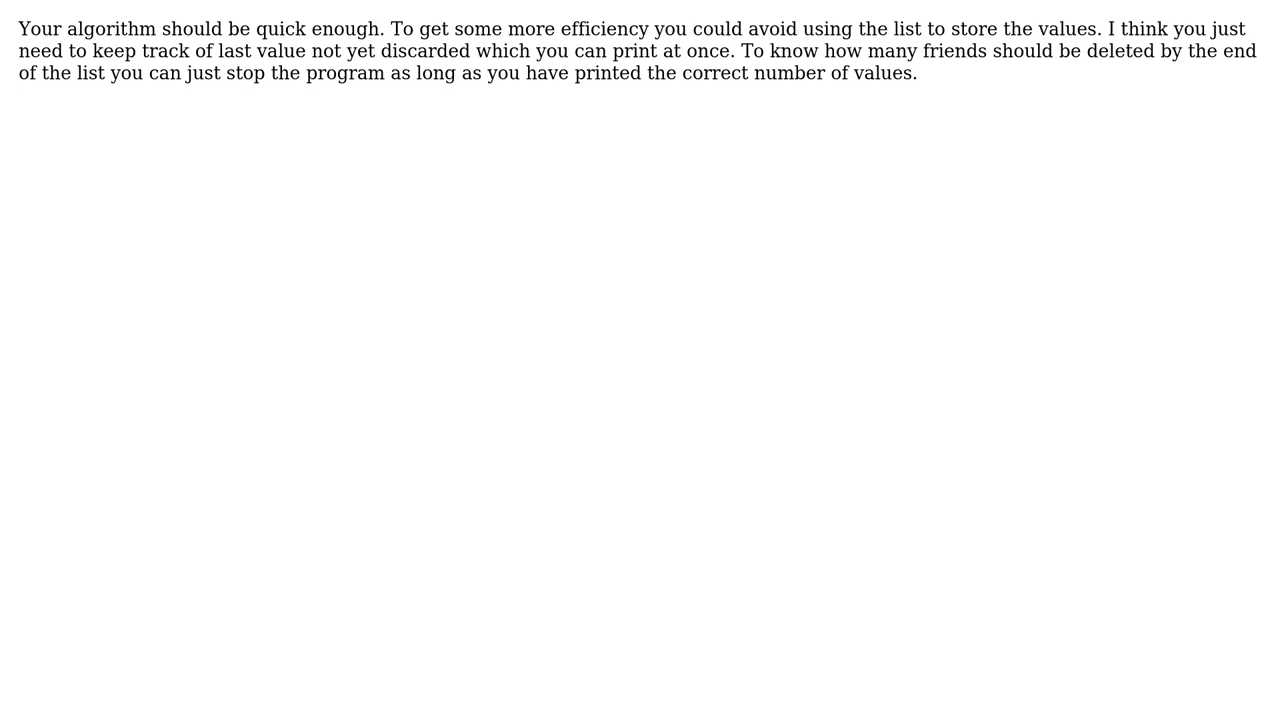 Your algorithm should be quick enough. To get some more efficiency you could avoid using the list to store the values. I think you just
need to keep track of last value not yet discarded which you can print at once. To know how many friends should be deleted by the end
of the list you can just stop the program as long as you have printed the correct number of values.